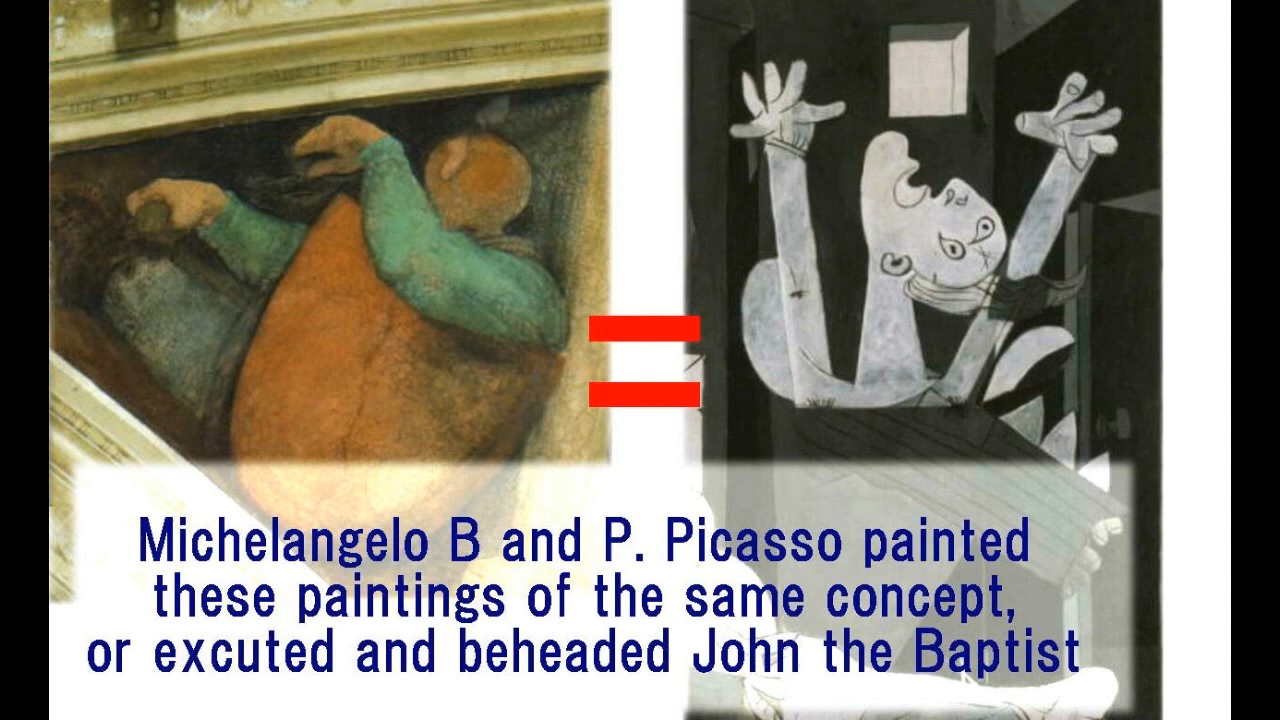 Michelangelo B and P. Picasso painted
these paintings of the same concept,
or excuted and beheaded John the Baptist